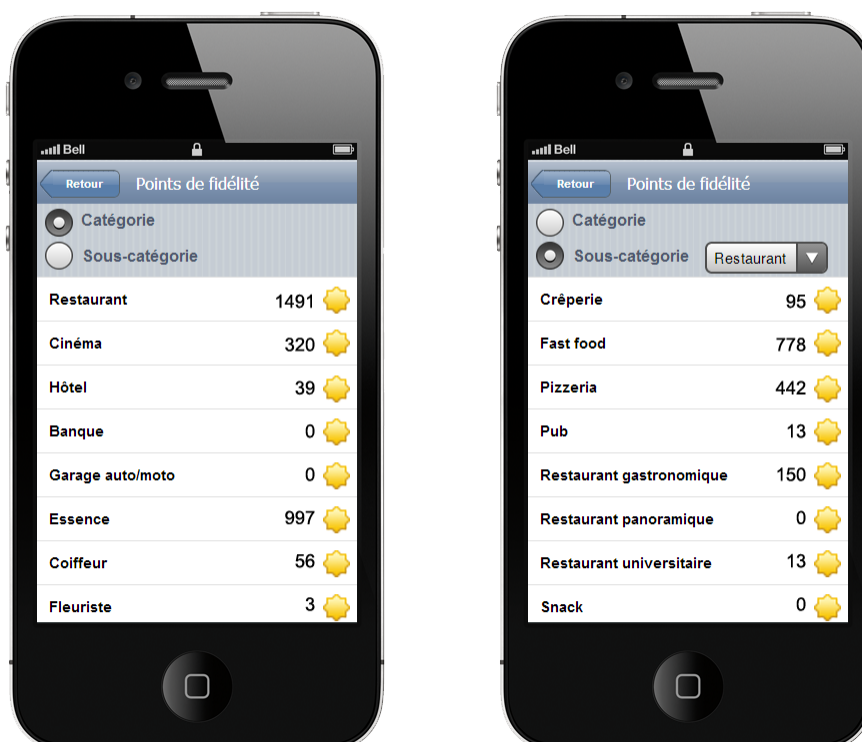 Bell
Retour Points de fidélité
Catégorie
Sous-catégorie
Restaurant 1491
Cinéma 320
Hôtel 39
Banque 0
Garage auto/moto 0
Essence 997
Coiffeur 56
Fleuriste 3
Bell
Retour Points de fidélité
Catégorie
Sous-catégorie Restaurant
Crêperie 95
Fast food 778
Pizzeria 442
Pub 13
Restaurant gastronomique 150
Restaurant panoramique 0
Restaurant universitaire 13
Snack 0